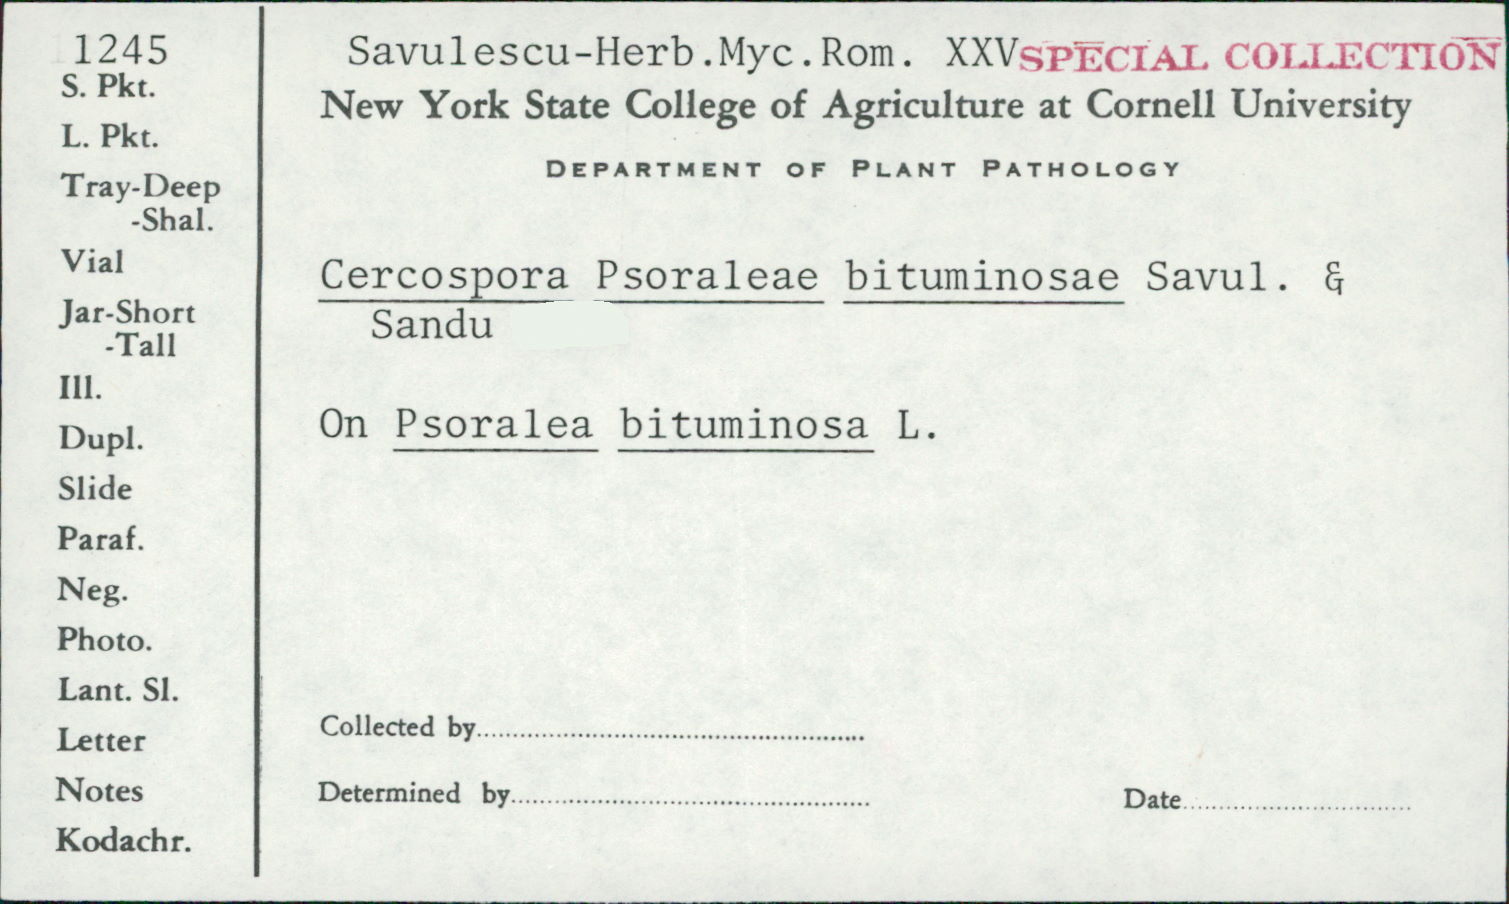 1245
S. Pkt.
L. Pkt.
Tray-Deep
-Shal.
Vial
Jar-Short
-Tall
Ill.
Dupl.
Slide
Paraf.
Neg.
Photo.
Lant. Sl.
Letter
Notes
Kodachr.
Savulescu-Herb.Myc.Rom. XXV SPECIAL COLLECTION
New York State College of Agriculture at Cornell University
DEPARTMENT OF PLANT PATHOLOGY
Cercospora Psoraleae bituminosae Savul. &
Sandu
On Psoralea bituminosa L.
Collected by
Determined by
Date